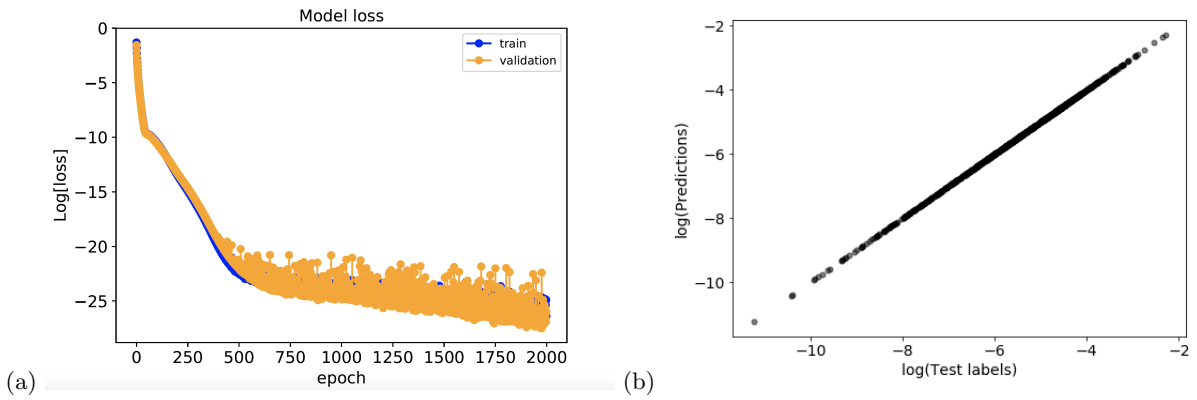 Model loss
0
−5
−10
−15
−20
−25
Log[loss]
train
validation
0 250 500 750 1000 1250 1500 1750 2000
epoch
(a)
−2
−4
−6
−8
−10
log(Predictions)
−10 −8 −6 −4 −2
log(Test labels)
(b)